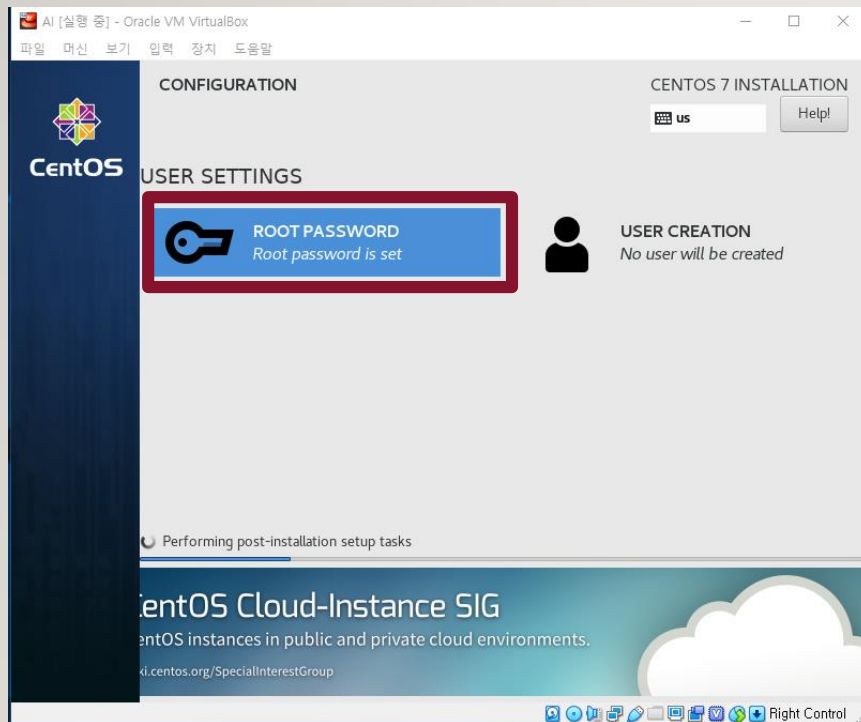 AI [실행 중] - Oracle VM VirtualBox
파일 머신 보기 입력 장치 도움말
CONFIGURATION
CENTOS 7 INSTALLATION
us
Help!
CentOS
USER SETTINGS
ROOT PASSWORD
Root password is set
USER CREATION
No user will be created
Performing post-installation setup tasks
CentOS Cloud-Instance SIG
entOS instances in public and private cloud environments.
ki.centos.org/SpecialInterestGroup
Right Control